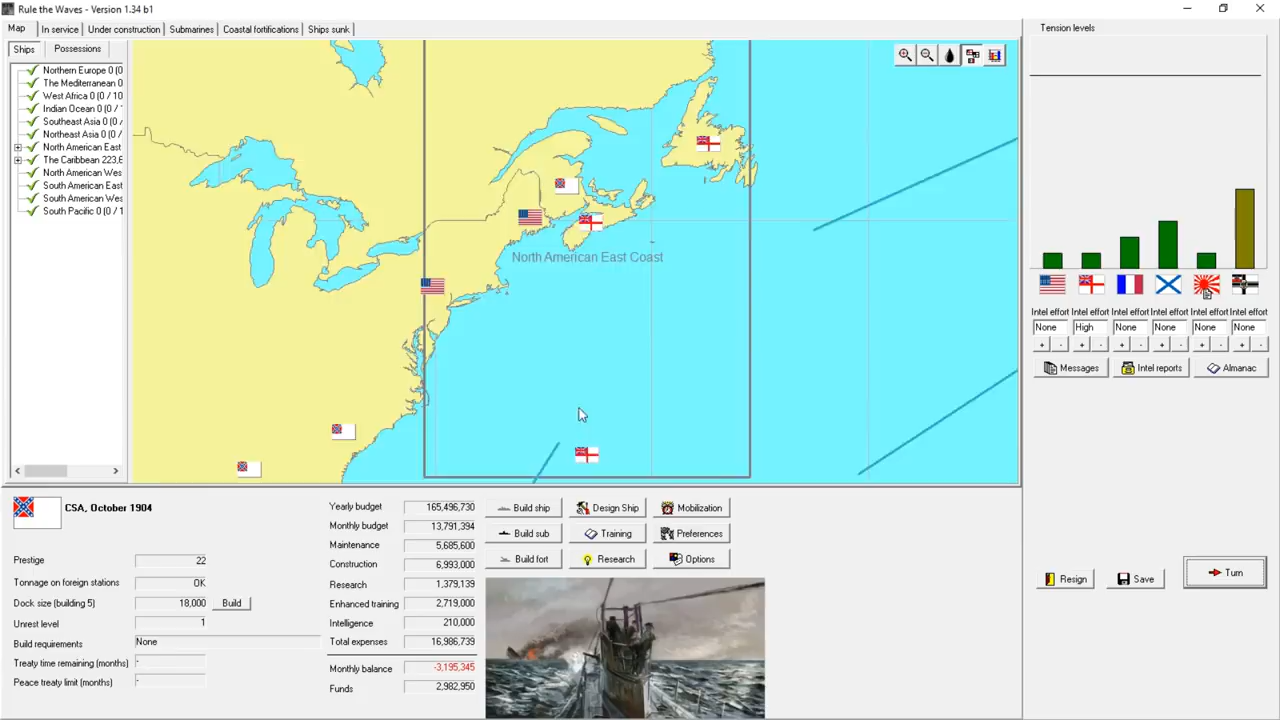 Rule the Waves - Version 1.34 b1
Map In service Under construction Submarines Coastal fortifications Ships sunk
Ships Possessions
Northern Europe 0 (0
The Mediterranean 0
West Africa 0 (0 / 10
Indian Ocean 0 (0 / 1
Southeast Asia 0 (0 /
Northeast Asia 0 (0 /
North American East
The Caribbean 223,6
North American Wes
South American East
South American Wes
South Pacific 0 (0 / 1
North American East Coast
Tension levels
Intel effort Intel effort Intel effort Intel effort Intel effort Intel effort
None High None None None None
+ - + - + - + - + - + -
Messages Intel reports Almanac
CSA, October 1904
Prestige 22
Tonnage on foreign stations OK
Dock size (building 5) 18,000 Build
Unrest level 1
Build requirements None
Treaty time remaining (months) -
Peace treaty limit (months) -
Yearly budget 165,496,730
Monthly budget 13,791,394
Maintenance 5,685,600
Construction 6,993,000
Research 1,379,139
Enhanced training 2,719,000
Intelligence 210,000
Total expenses 16,986,739
Monthly balance -3,195,345
Funds 2,982,950
Build ship Design Ship Mobilization
Build sub Training Preferences
Build fort Research Options
Resign Save Turn